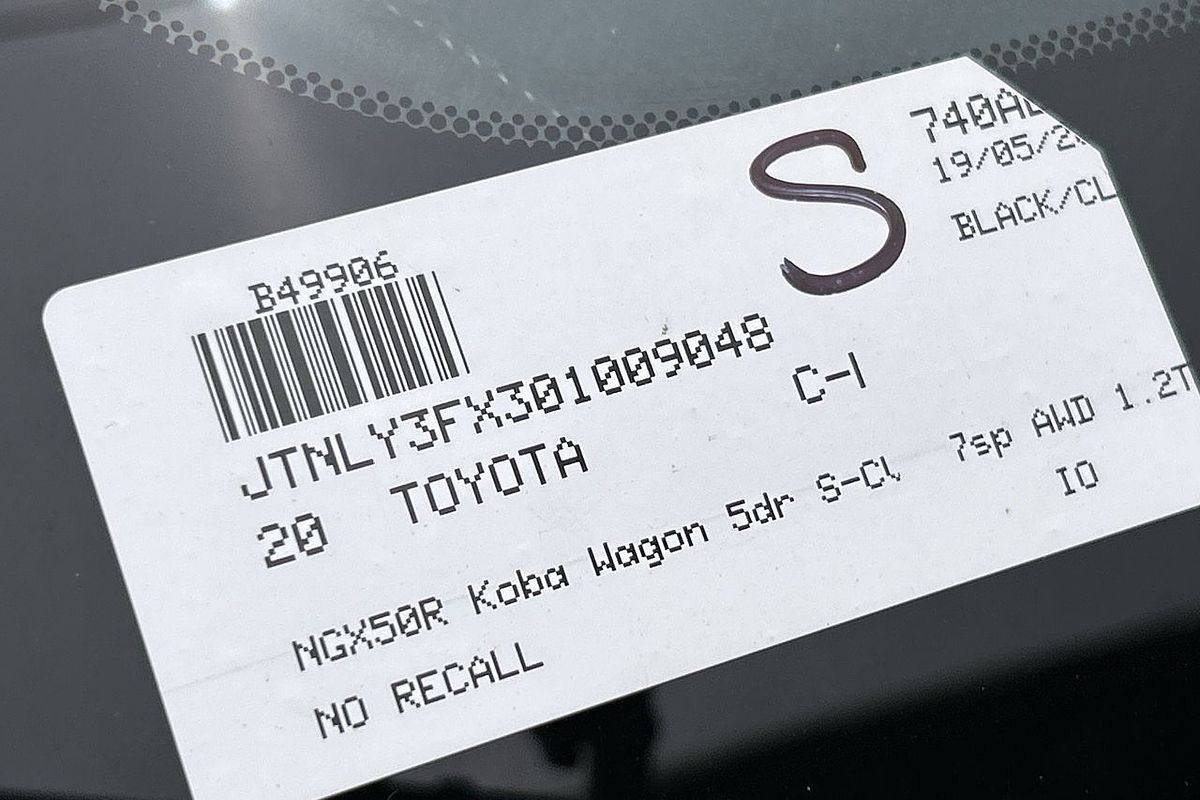 S
740A
19/05/2
BLACK/CL
B49906
JTNLY3FX301009048
C-I
20 TOYOTA
NGX50R Koba Wagon 5dr S-CV 7sp AWD 1.2T
IO
NO RECALL